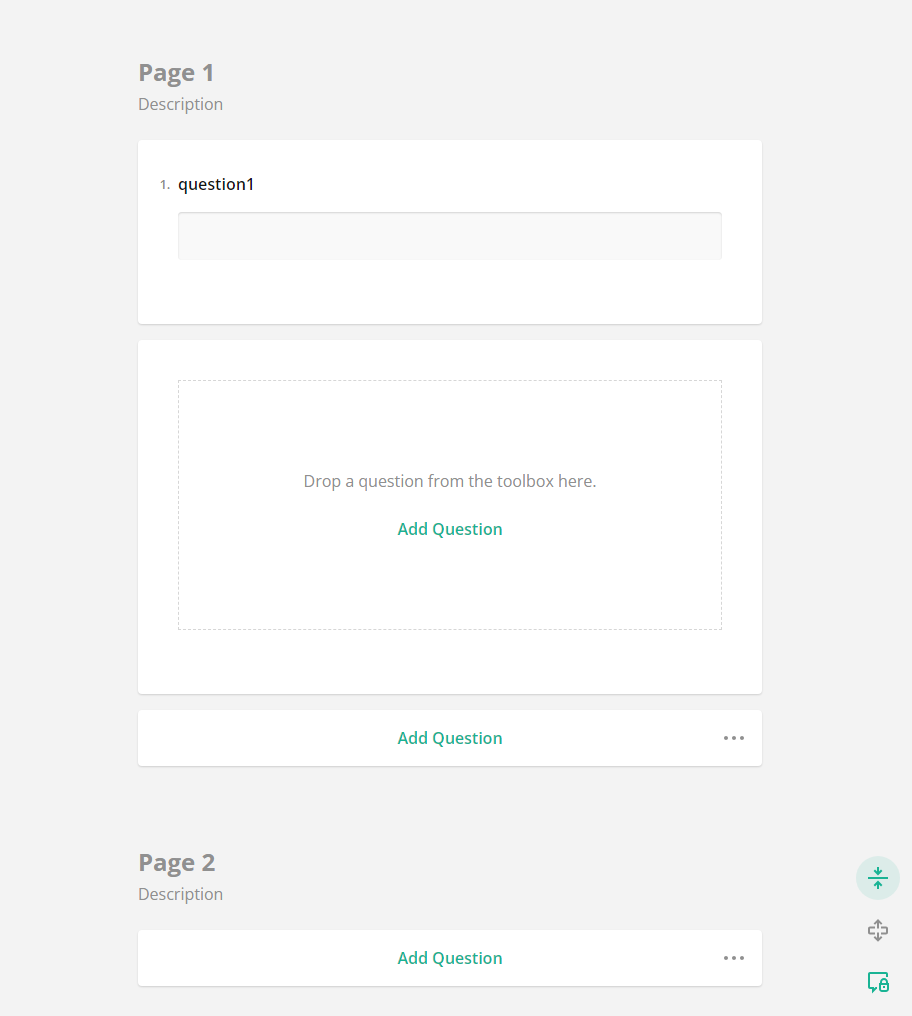 Page 1
Description
1. question1
Drop a question from the toolbox here.
Add Question
Add Question
Page 2
Description
Add Question